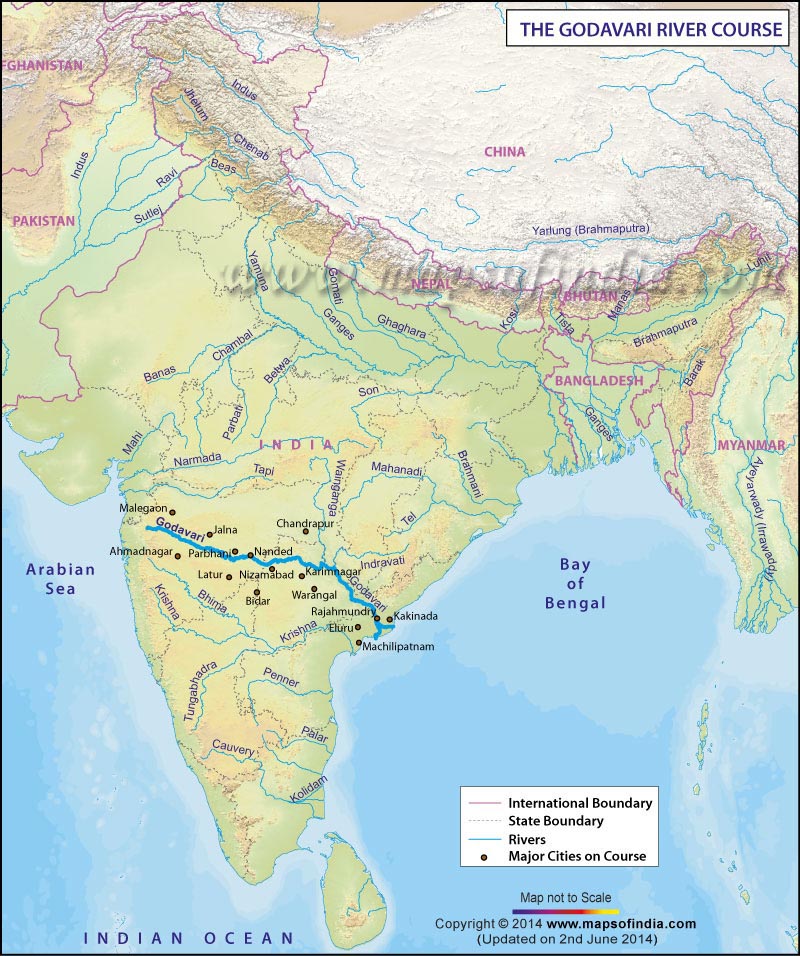 THE GODAVARI RIVER COURSE
FGHANISTAN
Indus
Jhelum
Chenab
CHINA
Indus
Beas
Ravi
PAKISTAN
Sutlej
Yarlung (Brahmaputra)
www.mapsofindia.com
Luhit
Yamuna
Gomati
NEPAL
BHUTAN
Manas
Ganges
Ghaghara
Kosi
Tista
Brahmaputra
Chambal
Banas
Betwa
Son
BANGLADESH
Barak
Parbati
Ganges
Mahi
INDIA
MYANMAR
Narmada
Tapi
Wainganga
Mahanadi
Brahmani
Ayeyarwady (Irrawaddy)
Malegaon
Godavari
Jalna
Chandrapur
Tel
Ahmadnagar
Parbhani
Nanded
Indravati
Arabian
Sea
Bay
of
Bengal
Latur
Nizamabad
Karimnagar
Godavari
Krishna
Bhima
Bidar
Warangal
Rajahmundry
Kakinada
Krishna
Eluru
Machilipatnam
Tungabhadra
Penner
Palar
Cauvery
Kolidam
International Boundary
State Boundary
Rivers
Major Cities on Course
Map not to Scale
Copyright © 2014 www.mapsofindia.com
(Updated on 2nd June 2014)
INDIAN OCEAN